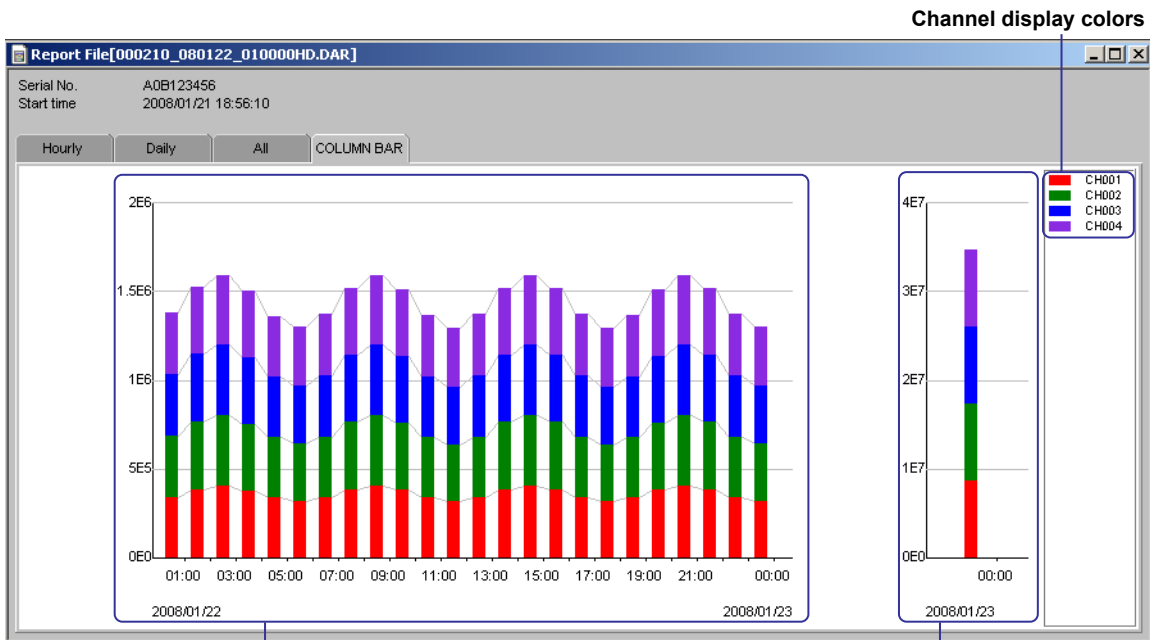 Channel display colors
Report File[000210_080122_010000HD.DAR]
Serial No. A0B123456
Start time 2008/01/21 18:56:10
Hourly Daily All COLUMN BAR
CH001
CH002
CH003
CH004
2E6
1.5E6
1E6
5E5
0E0
01:00 03:00 05:00 07:00 09:00 11:00 13:00 15:00 17:00 19:00 21:00 00:00
2008/01/22 2008/01/23
4E7
3E7
2E7
1E7
0E0
00:00
2008/01/23